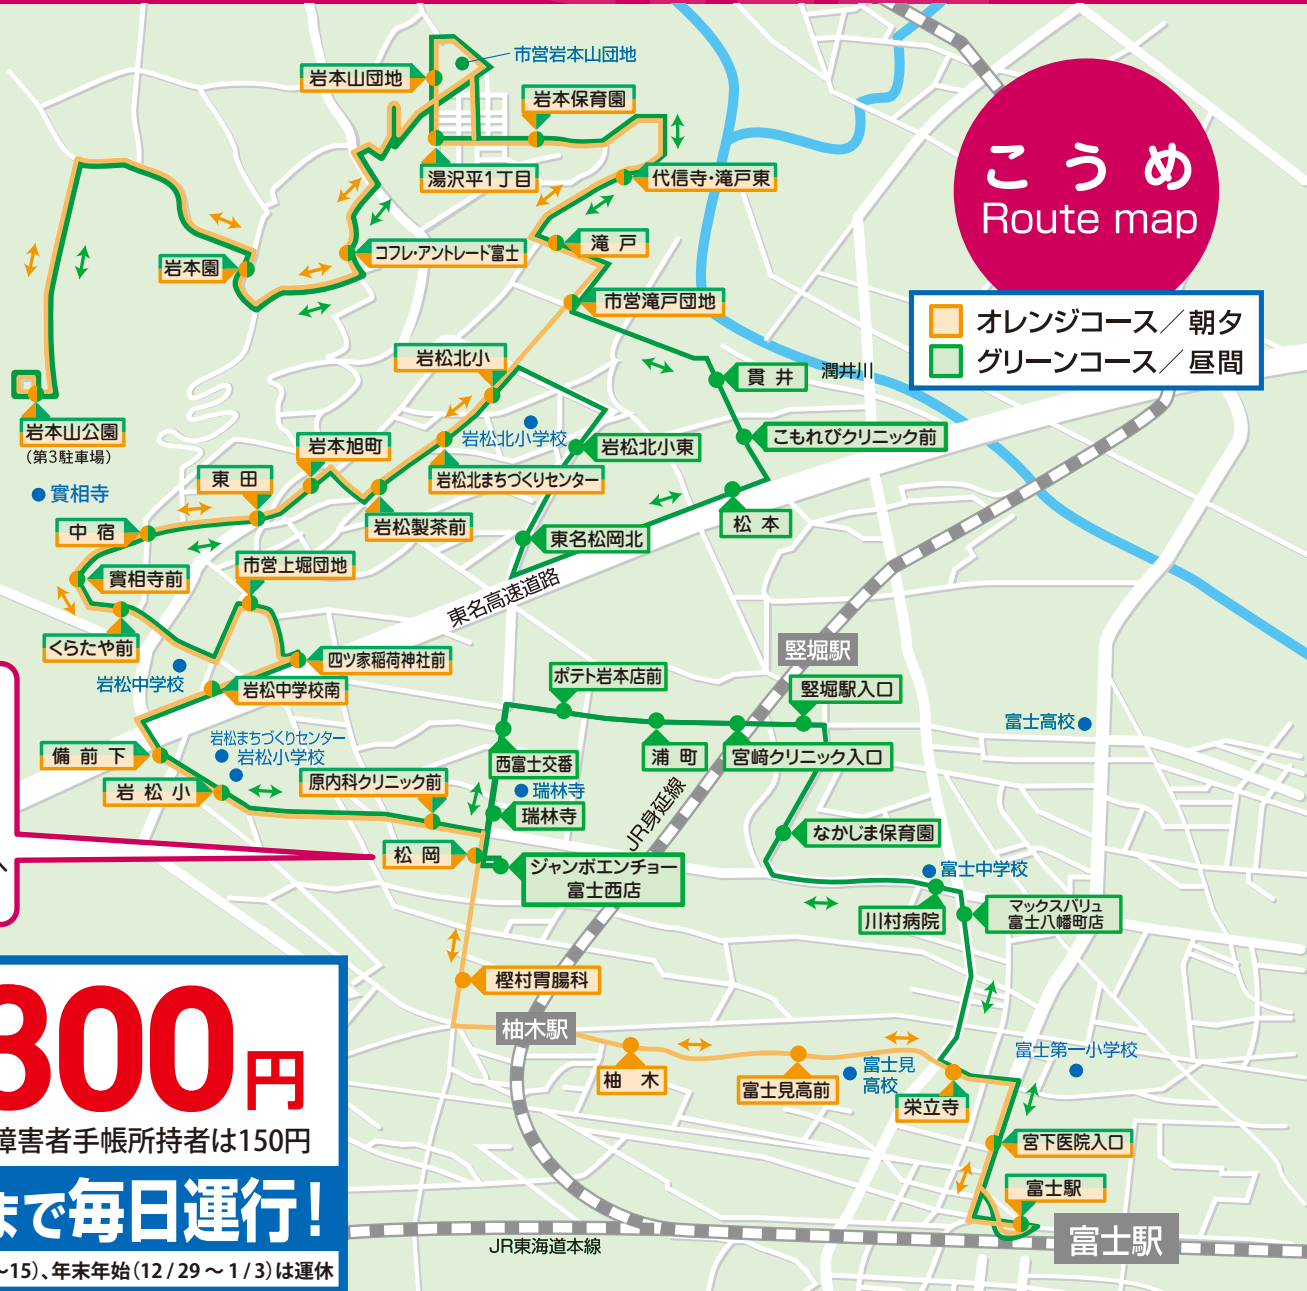 こうめ
Route map
オレンジコース／朝夕
グリーンコース／昼間
市営岩本山団地
岩本山団地
岩本保育園
湯沢平1丁目
代信寺・滝戸東
滝戸
コフレ・アントレード富士
岩本園
市営滝戸団地
岩松北小
貫井
潤井川
岩本山公園
(第3駐車場)
岩松北小学校
こもれびクリニック前
岩本旭町
岩松北小東
東田
岩松北まちづくりセンター
實相寺
中宿
岩松製茶前
松本
東名松岡北
市営上堀団地
實相寺前
東名高速道路
くらたや前
岩松中学校
四ツ家稲荷神社前
岩松中学校南
竪堀駅
ポテト岩本店前
竪堀駅入口
富士高校
岩松まちづくりセンター
岩松小学校
備前下
西富士交番
浦町
宮﨑クリニック入口
原内科クリニック前
岩松小
瑞林寺
瑞林寺
JR身延線
なかじま保育園
松岡
ジャンボエンチョー
富士西店
富士中学校
川村病院
マックスバリュ
富士八幡町店
樫村胃腸科
柚木駅
柚木
富士見高前
富士見
高校
富士第一小学校
栄立寺
宮下医院入口
富士駅
富士駅
JR東海道本線
300円
障害者手帳所持者は150円
まで毎日運行!
~15)、年末年始(12/29～1/3)は運休